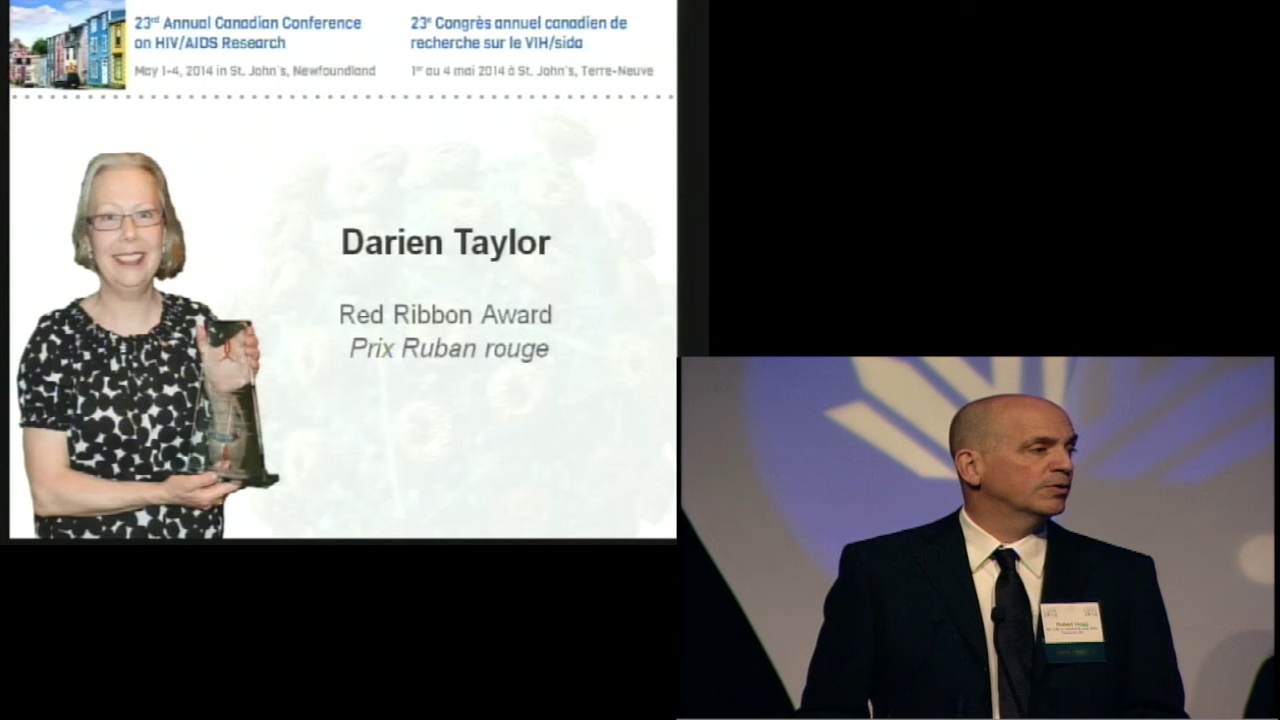 23rd Annual Canadian Conference
on HIV/AIDS Research
May 1-4, 2014 in St. John's, Newfoundland
23e Congrès annuel canadien de
recherche sur le VIH/sida
1er au 4 mai 2014 à St. John's, Terre-Neuve
Darien Taylor
Red Ribbon Award
Prix Ruban rouge
Robert Hogg